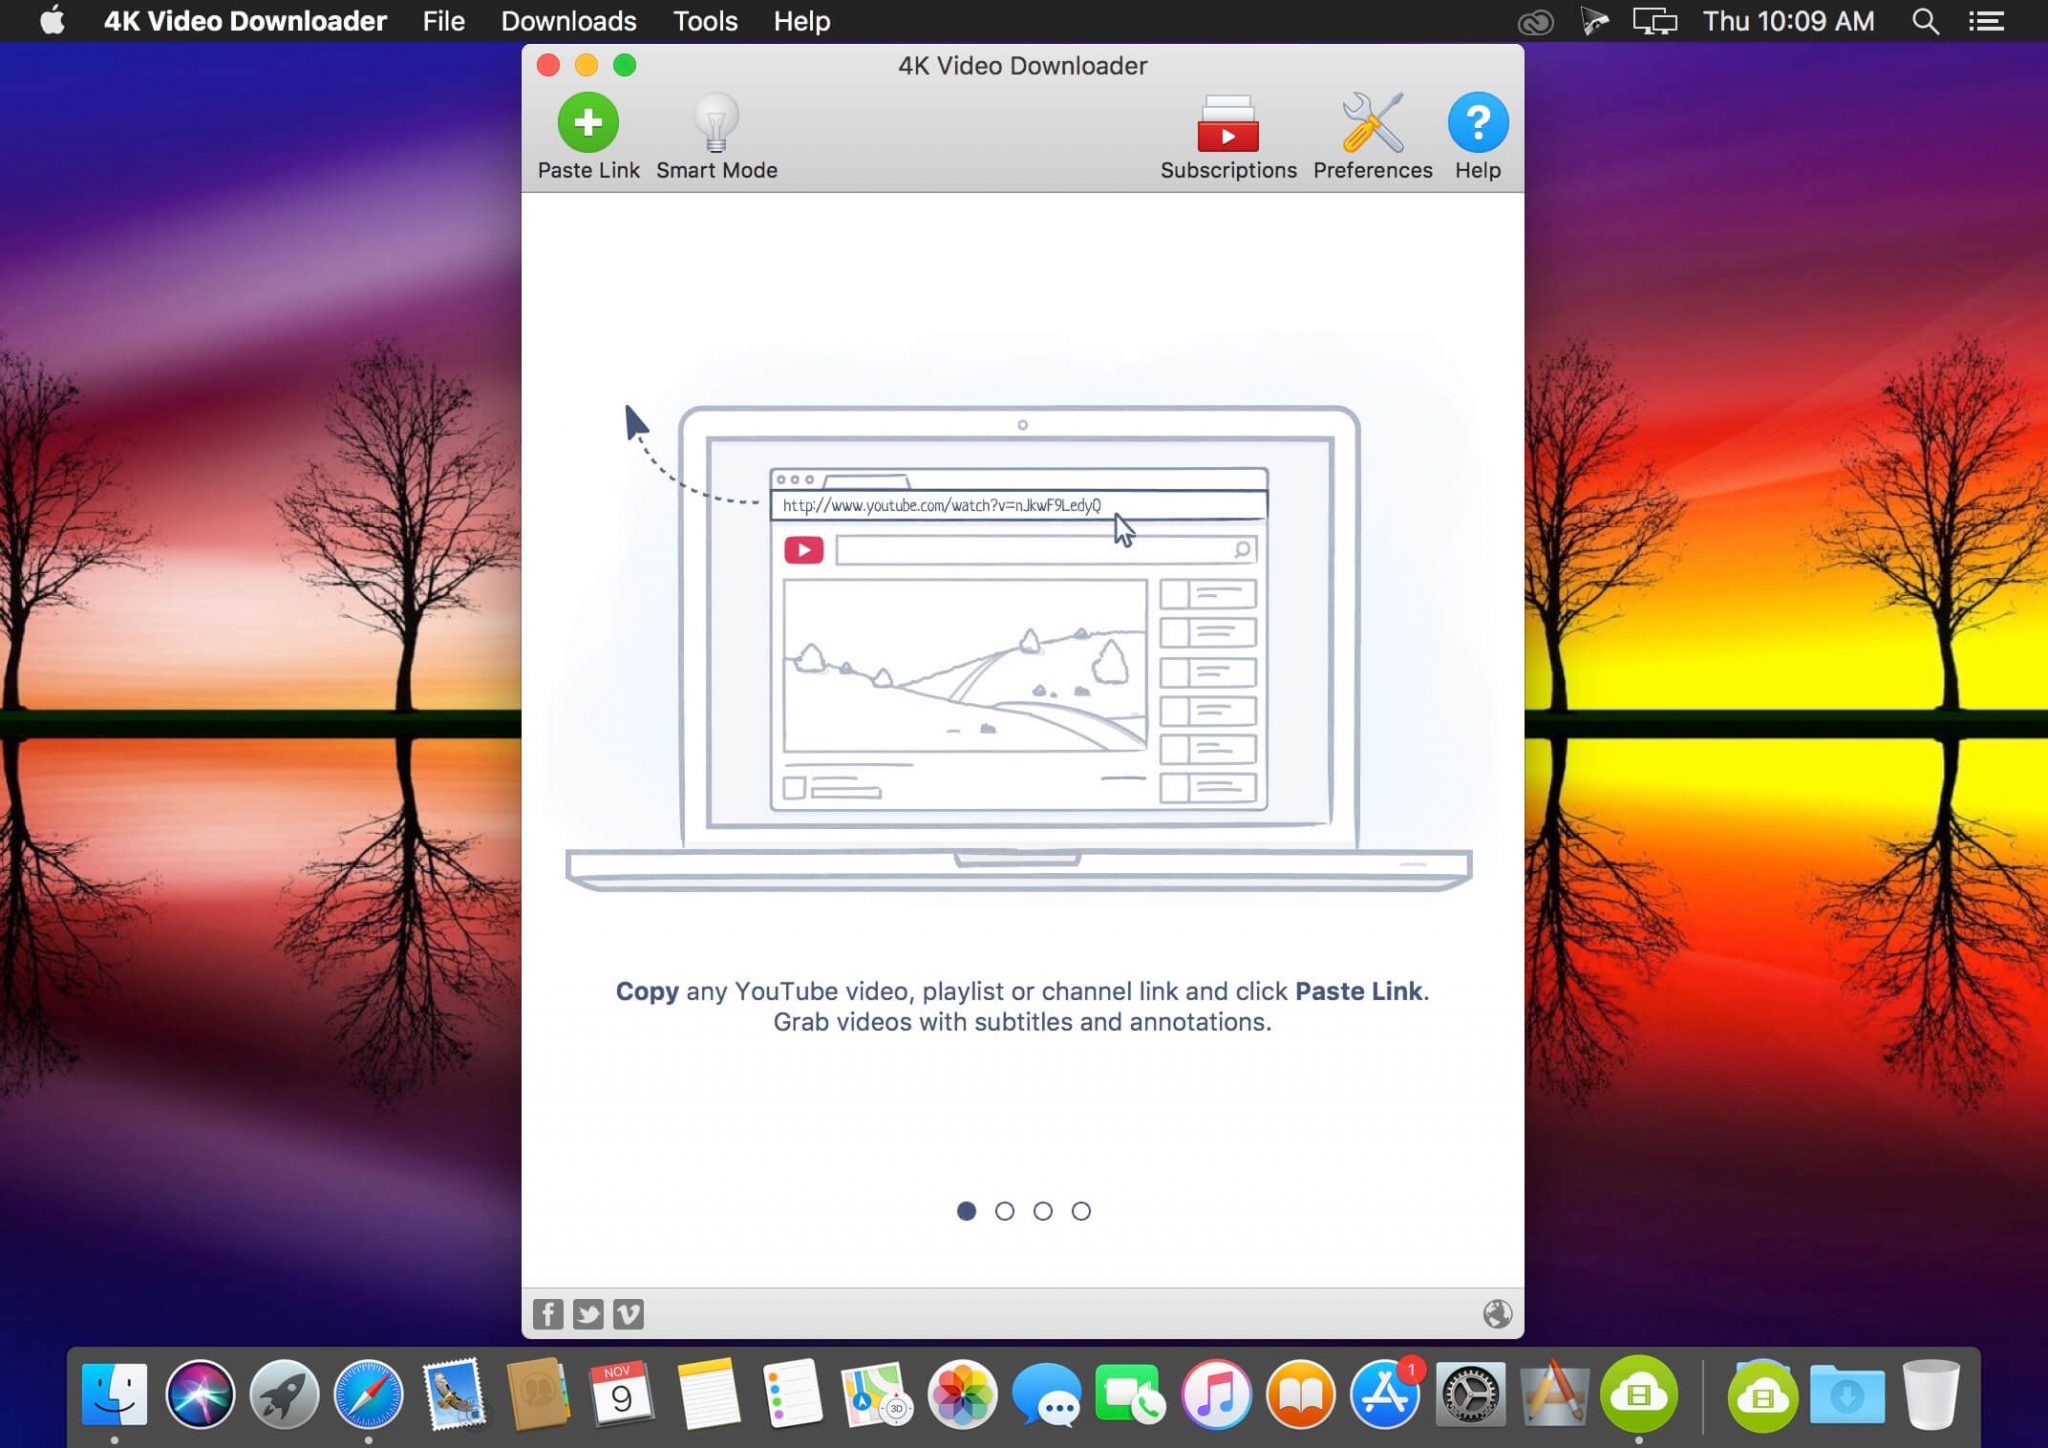 4K Video Downloader File Downloads Tools Help Thu 10:09 AM
4K Video Downloader
Paste Link Smart Mode Subscriptions Preferences Help
http://www.youtube.com/watch?v=nJkwF9LedyQ
Copy any YouTube video, playlist or channel link and click Paste Link.
Grab videos with subtitles and annotations.
NOV
9
3D
1